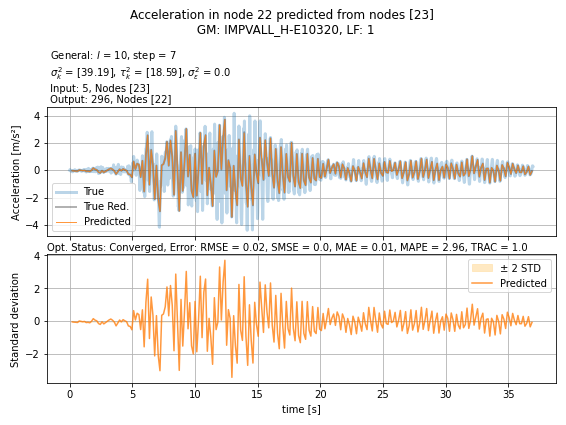 Acceleration in node 22 predicted from nodes [23]
GM: IMPVALL_H-E10320, LF: 1
General: l = 10, step = 7
σ²ₖ = [39.19], τ²ₖ = [18.59], σ²ε = 0.0
Input: 5, Nodes [23]
Output: 296, Nodes [22]
Acceleration [m/s²]
4
2
0
−2
−4
True
True Red.
Predicted
Opt. Status: Converged, Error: RMSE = 0.02, SMSE = 0.0, MAE = 0.01, MAPE = 2.96, TRAC = 1.0
Standard deviation
4
2
0
−2
± 2 STD
Predicted
0 5 10 15 20 25 30 35
time [s]